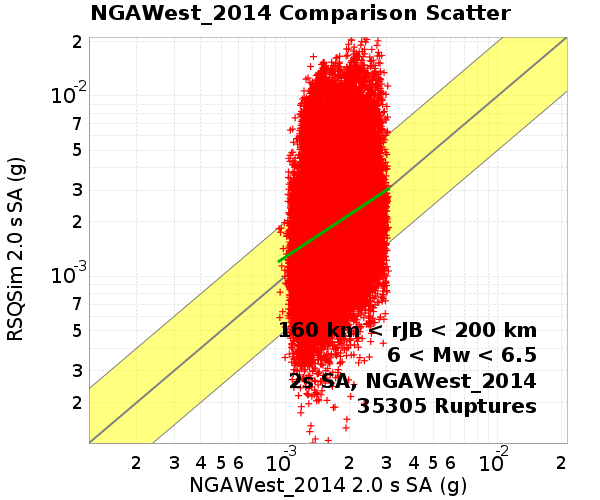 NGAWest_2014 Comparison Scatter
RSQSim 2.0 s SA (g)
2
10-2
7
5
3
2
10-3
7
5
3
2
160 km < rJB < 200 km
6 < Mw < 6.5
2s SA, NGAWest_2014
35305 Ruptures
2 3 4 5 6 10-3 2 3 4 5 6 10-2 2
NGAWest_2014 2.0 s SA (g)